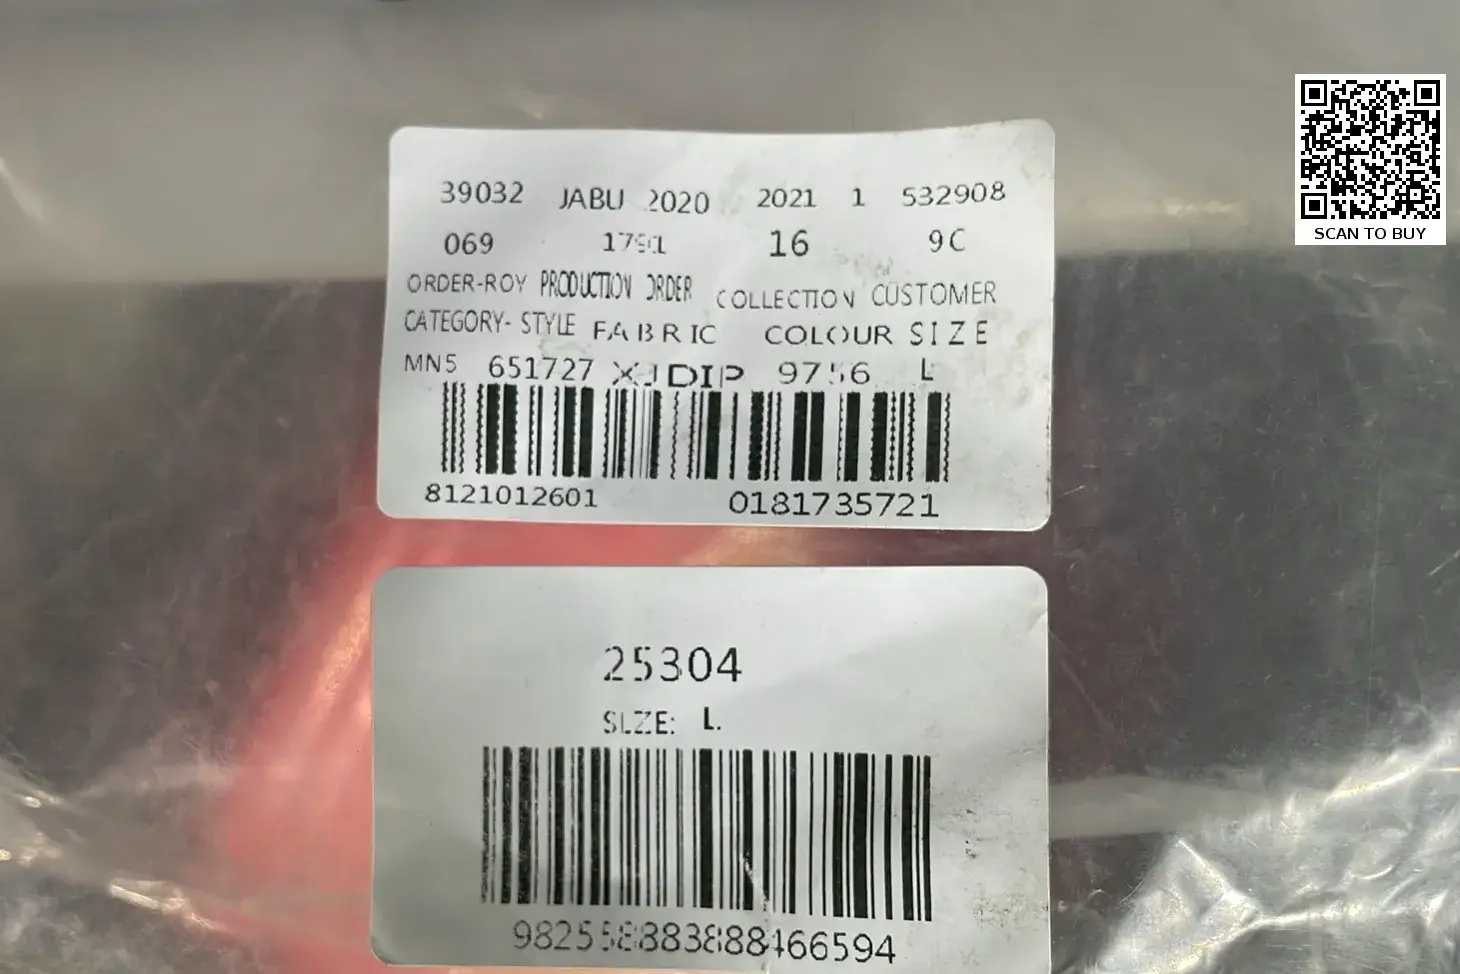 39032 JABU 2020 2021 1 532908
069 16 9C
ORDER-ROY PRODUCTION ORDER COLLECTION CUSTOMER
CATEGORY- STYLE FABRIC COLOUR SIZE
MN5 651727 L
8121012601 0181735721
25304
SIZE: L.
SCAN TO BUY